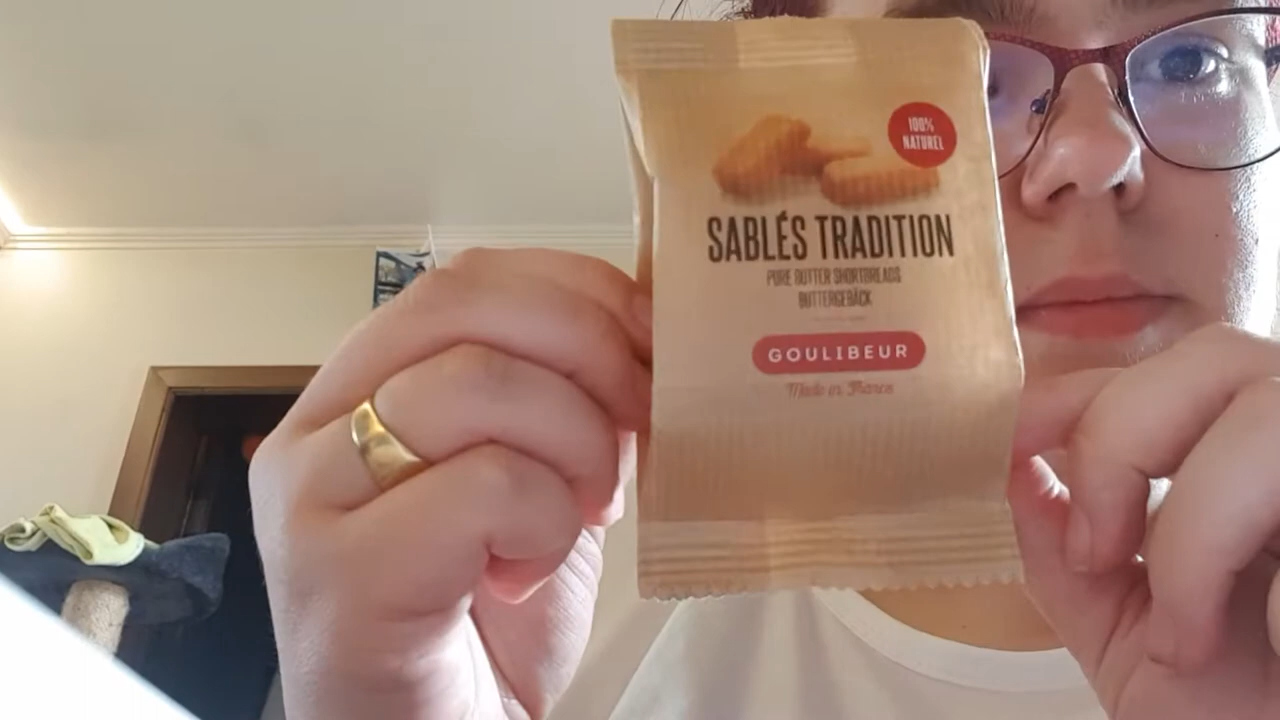 100%
NATUREL
SABLÉS TRADITION
PURE BUTTER SHORTBREADS
BUTTERGEBÄCK
GOULIBEUR
Made in France